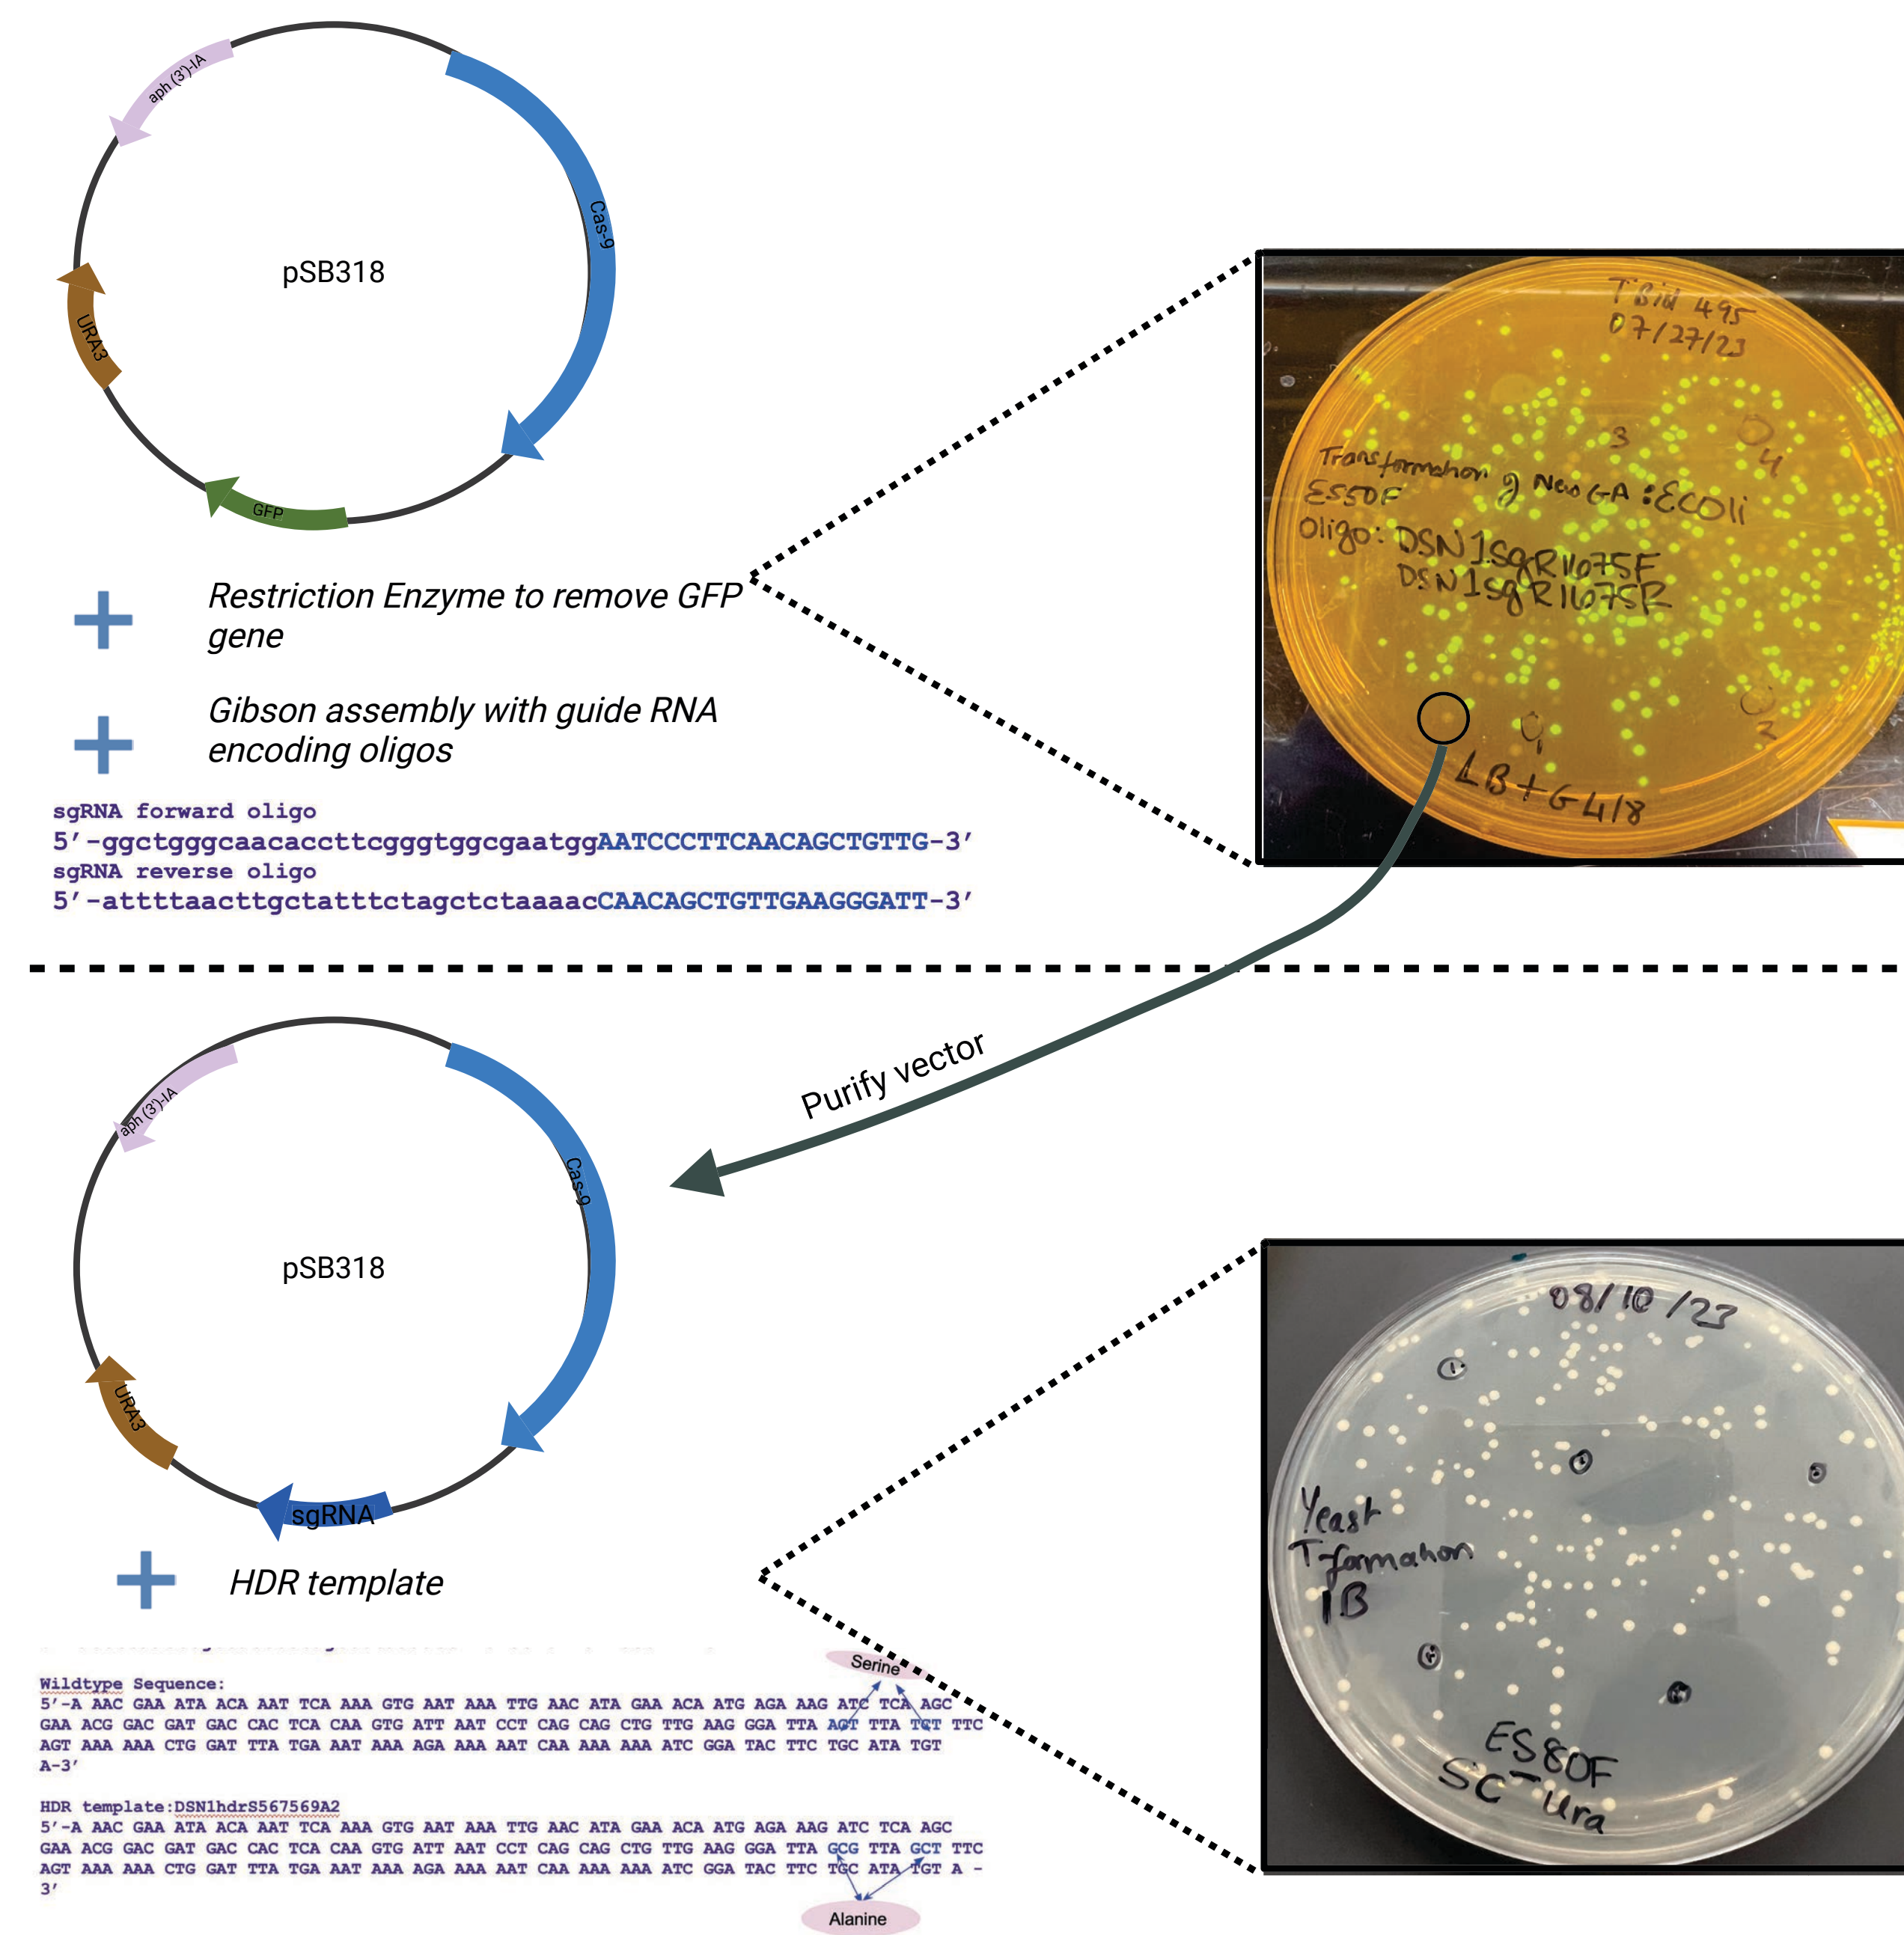 aph (3')-IA
Cas-9
pSB318
URA3
GFP
Restriction Enzyme to remove GFP
gene
Gibson assembly with guide RNA
encoding oligos
sgRNA forward oligo
5’-ggctgggcaacaccttcgggtggcgaatggAATCCCTTCAACAGCTGTTG-3’
sgRNA reverse oligo
5’-attttaacttgctatttctagctctaaaacCAACAGCTGTTGAAGGGATT-3’
TBid 495
07/27/23
3
4
Transformation of New GA :EColi
ES50F
Oligo: DSN1SgR11675F
DSN1SgR11675R
1
2
LB+G418
Purify vector
aph (3')-IA
Cas-9
pSB318
URA3
sgRNA
HDR template
Serine
Wildtype Sequence:
5’-A AAC GAA ATA ACA AAT TCA AAA GTG AAT AAA TTG AAC ATA GAA ACA ATG AGA AAG ATC TCA AGC
GAA ACG GAC GAT GAC CAC TCA CAA GTG ATT AAT CCT CAG CAG CTG TTG AAG GGA TTA AGT TTA TCT TTC
AGT AAA AAA CTG GAT TTA TGA AAT AAA AGA AAA AAT CAA AAA AAA ATC GGA TAC TTC TGC ATA TGT
A-3’
HDR template:DSN1hdrS567569A2
5’-A AAC GAA ATA ACA AAT TCA AAA GTG AAT AAA TTG AAC ATA GAA ACA ATG AGA AAG ATC TCA AGC
GAA ACG GAC GAT GAC CAC TCA CAA GTG ATT AAT CCT CAG CAG CTG TTG AAG GGA TTA GCG TTA GCT TTC
AGT AAA AAA CTG GAT TTA TGA AAT AAA AGA AAA AAT CAA AAA AAA ATC GGA TAC TTC TGC ATA TGT A -
3’
Alanine
08/10/23
Yeast
T-formation
1B
ES80F
SC-Ura